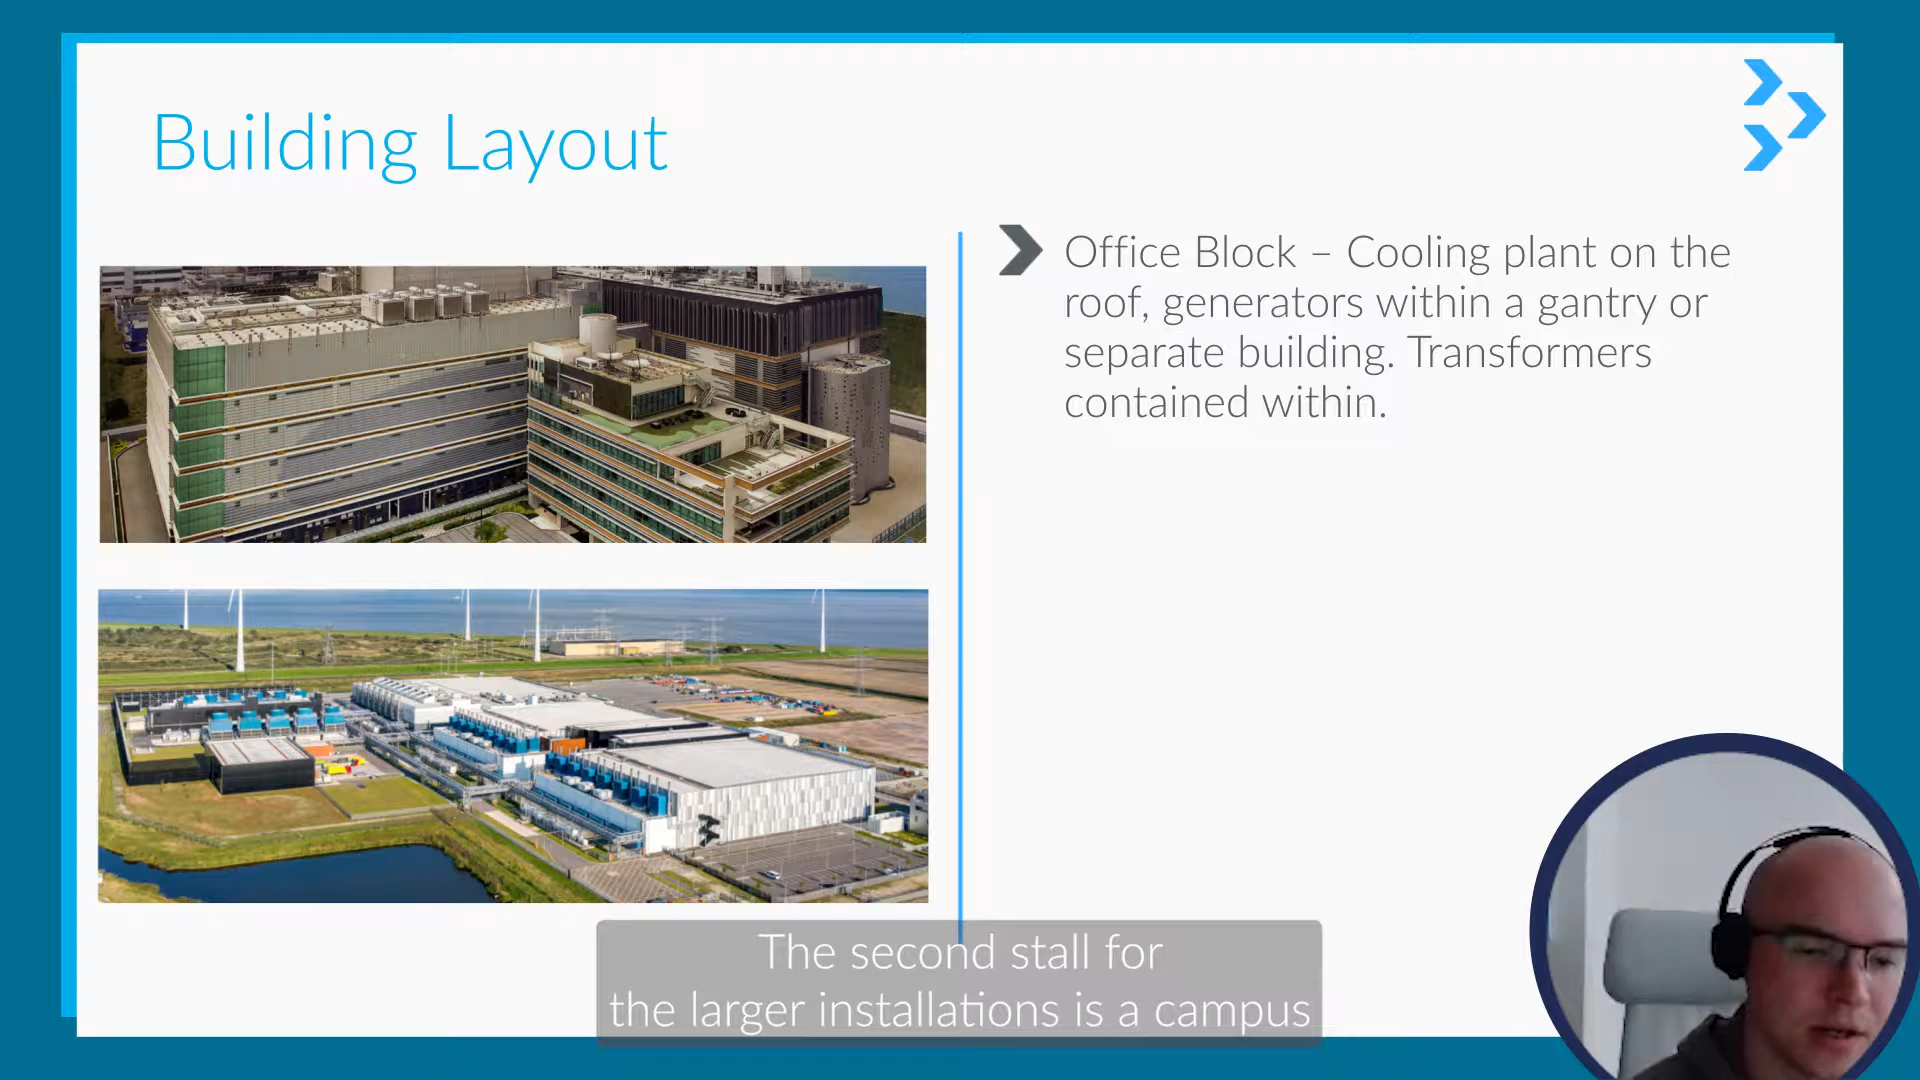 Building Layout
Office Block – Cooling plant on the
roof, generators within a gantry or
separate building. Transformers
contained within.
The second stall for
the larger installations is a campus